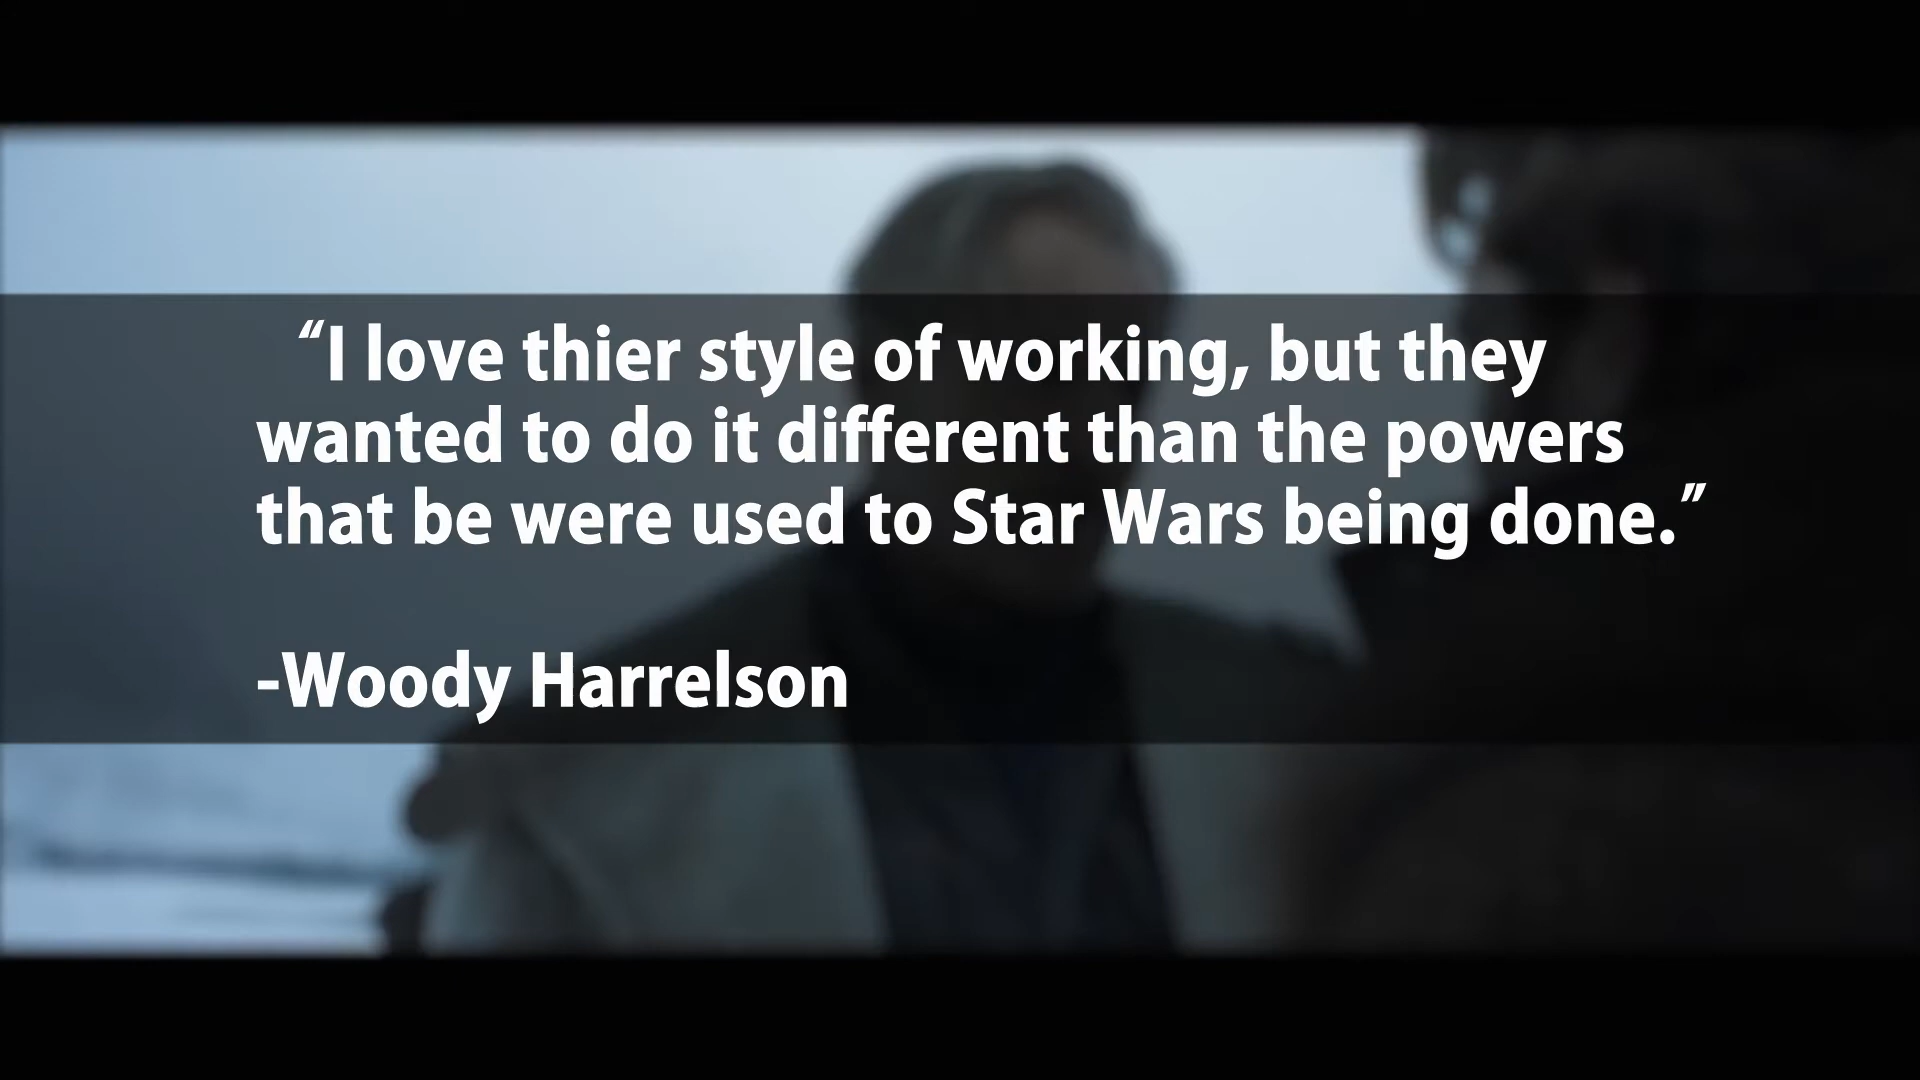 “I love thier style of working, but they
wanted to do it different than the powers
that be were used to Star Wars being done.”
-Woody Harrelson